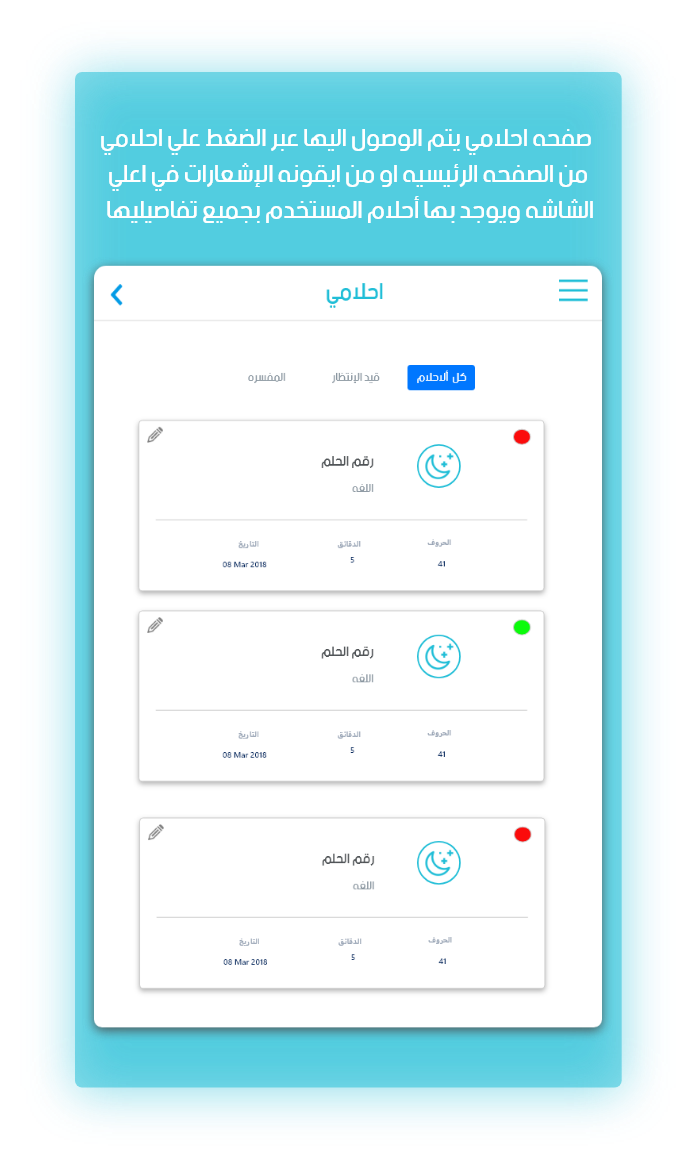 صفحه احلامي يتم الوصول اليها عبر الضغط علي احلامي
من الصفحه الرئيسيه او من ايقونه الإشعارات في اعلي
الشاشه ويوجد بها أحلام المستخدم بجميع تفاصيليها
احلامي
كل ألاحلام قيد الإنتظار المفسره
رقم الحلم
اللغه
الحروف الدقائق التاريخ
41 5 08 Mar 2018
رقم الحلم
اللغه
الحروف الدقائق التاريخ
41 5 08 Mar 2018
رقم الحلم
اللغه
الحروف الدقائق التاريخ
41 5 08 Mar 2018